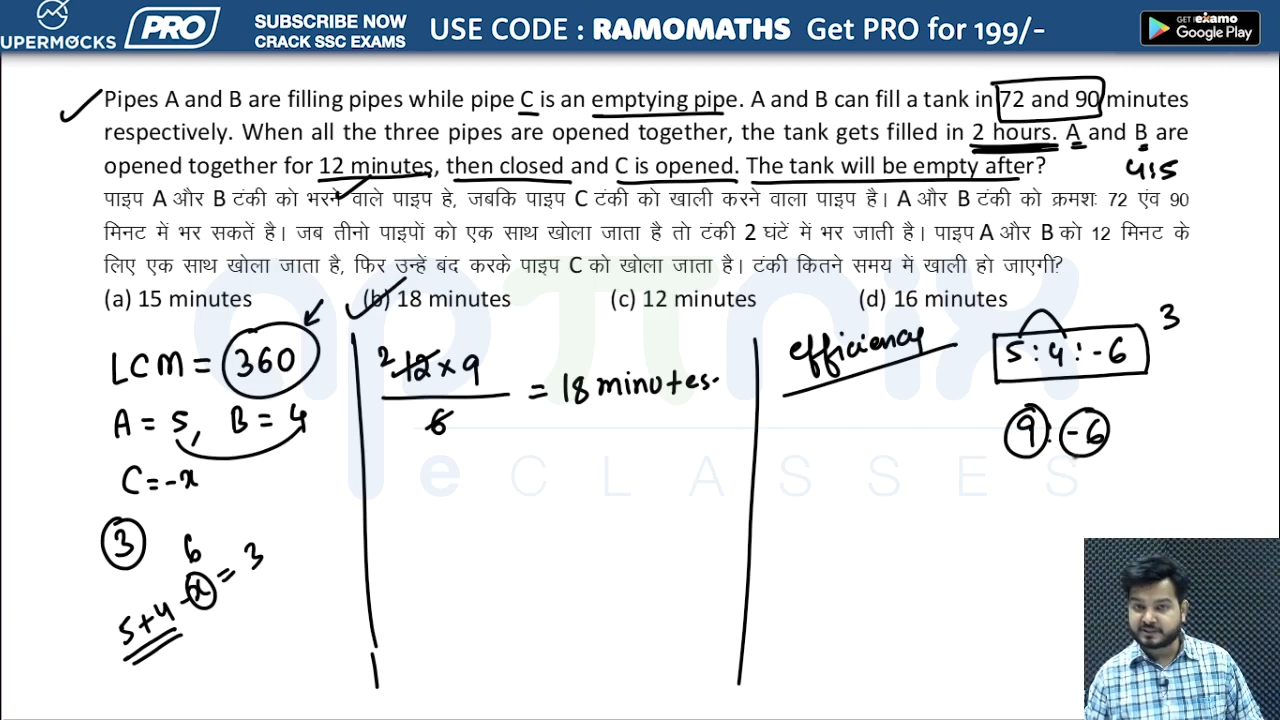 UPERMOCKS PRO SUBSCRIBE NOW CRACK SSC EXAMS USE CODE : RAMOMATHS Get PRO for 199/- GET IT examo Google Play
Pipes A and B are filling pipes while pipe C is an emptying pipe. A and B can fill a tank in 72 and 90 minutes
respectively. When all the three pipes are opened together, the tank gets filled in 2 hours. A and B are
opened together for 12 minutes, then closed and C is opened. The tank will be empty after?
4:5
पाइप A और B टंकी को भरने वाले पाइप हे, जबकि पाइप C टंकी को खाली करने वाला पाइप है। A और B टंकी को क्रमशः 72 एंव 90
मिनट में भर सकतें है। जब तीनो पाइपों को एक साथ खोला जाता है तो टंकी 2 घंटें में भर जाती है। पाइप A और B को 12 मिनट के
लिए एक साथ खोला जाता है, फिर उन्हें बंद करके पाइप C को खोला जाता है। टंकी कितने समय में खाली हो जाएगी?
(a) 15 minutes (b) 18 minutes (c) 12 minutes (d) 16 minutes
LCM = 360
A = 5, B = 4
C = -x
3
6
5+4 -x = 3
2 12 x 9
6
= 18 minutes.
efficiency
5 : 4 : -6
3
9 : -6
e CLASSES